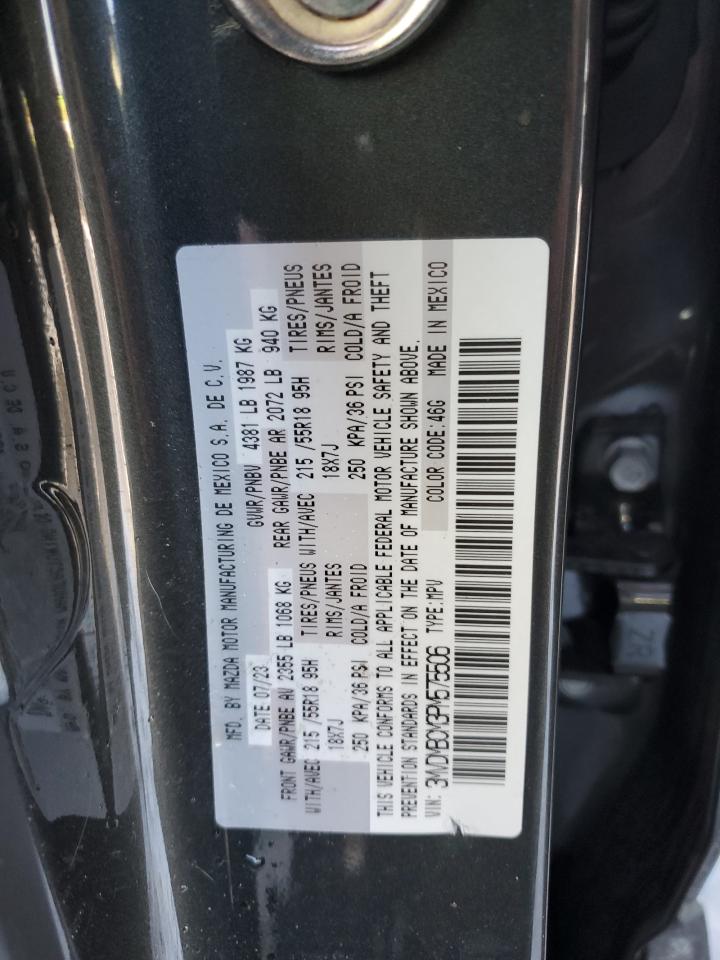 MFD. BY MAZDA MOTOR MANUFACTURING DE MEXICO S.A. DE C.V.
DATE 07/23 GVWR/PNBV 4381 LB 1987 KG
FRONT GAWR/PNBE AV 2355 LB 1068 KG REAR GAWR/PNBE AR 2072 LB 940 KG
WITH/AVEC 215 /55R18 95H TIRES/PNEUS WITH/AVEC 215 /55R18 95H TIRES/PNEUS
18X7J RIMS/JANTES 18X7J RIMS/JANTES
250 KPA/36 PSI COLD/A FROID 250 KPA/36 PSI COLD/A FROID
THIS VEHICLE CONFORMS TO ALL APPLICABLE FEDERAL MOTOR VEHICLE SAFETY AND THEFT
PREVENTION STANDARDS IN EFFECT ON THE DATE OF MANUFACTURE SHOWN ABOVE.
VIN: 3MVDMBCM3PM575506 TYPE:MPV COLOR CODE:46G MADE IN MEXICO
ZR